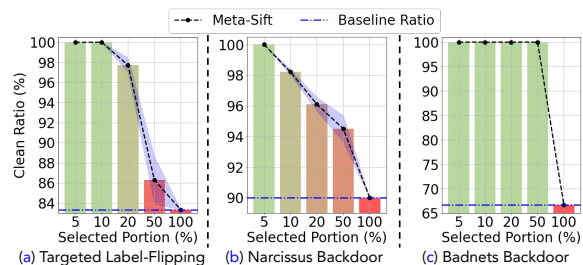 Meta-Sift Baseline Ratio
Clean Ratio (%)
100
98
96
94
92
90
88
86
84
5 10 20 50 100
Selected Portion (%)
(a) Targeted Label-Flipping
100
98
96
94
92
90
5 10 20 50 100
Selected Portion (%)
(b) Narcissus Backdoor
100
95
90
85
80
75
70
65
5 10 20 50 100
Selected Portion (%)
(c) Badnets Backdoor